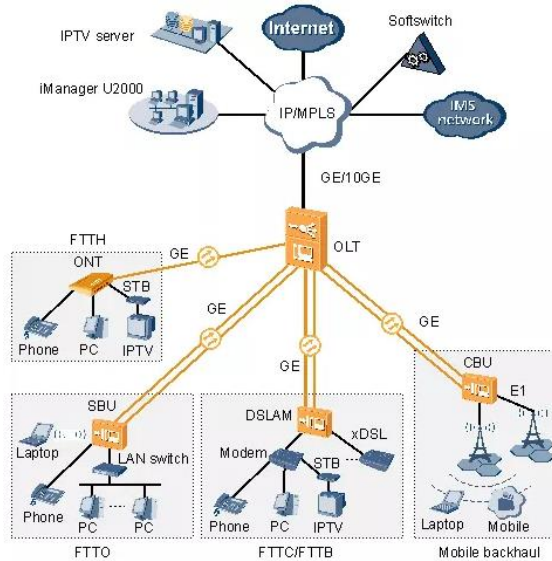 IPTV server
Internet
Softswitch
iManager U2000
IP/MPLS
IMS
network
GE/10GE
OLT
FTTH
ONT
GE
STB
Phone
PC
IPTV
GE
GE
GE
SBU
Laptop
LAN switch
Phone
PC
PC
FTTO
DSLAM
xDSL
Modem
STB
Phone
PC
IPTV
FTTC/FTTB
CBU
E1
Laptop
Mobile
Mobile backhaul